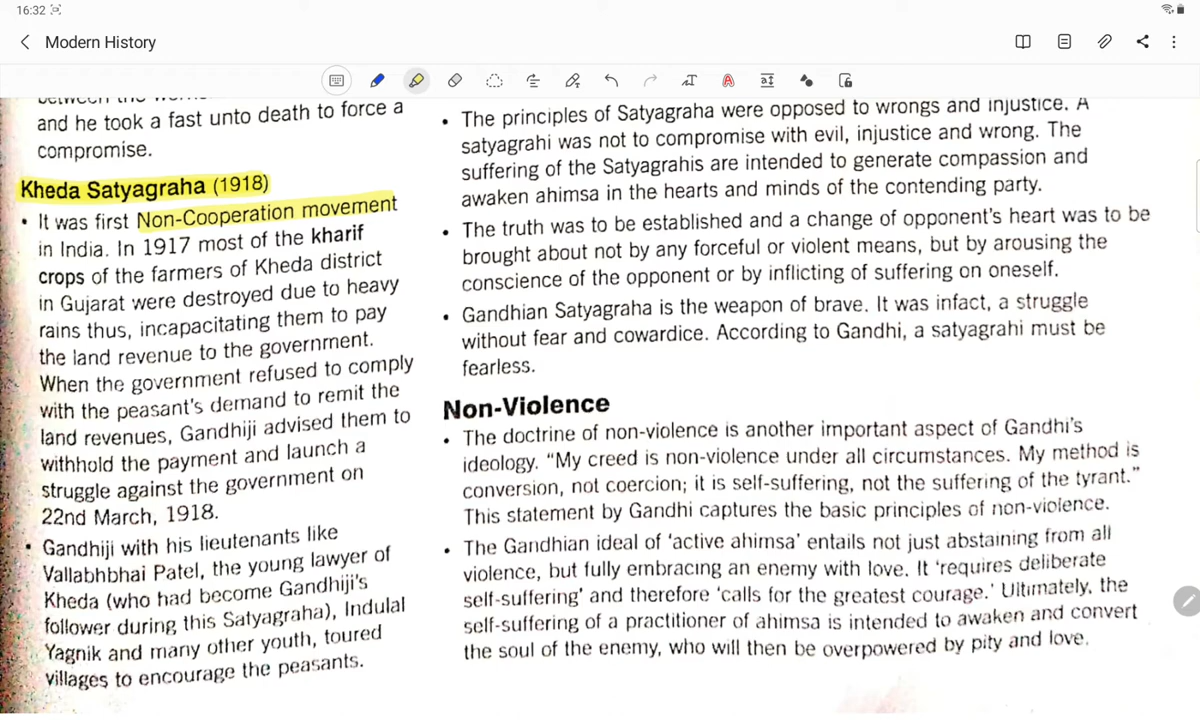 16:32
Modern History
and he took a fast unto death to force a
compromise.
Kheda Satyagraha (1918)
• It was first Non-Cooperation movement
in India. In 1917 most of the kharif
crops of the farmers of Kheda district
in Gujarat were destroyed due to heavy
rains thus, incapacitating them to pay
the land revenue to the government.
When the government refused to comply
with the peasant's demand to remit the
land revenues, Gandhiji advised them to
withhold the payment and launch a
struggle against the government on
22nd March, 1918.
• Gandhiji with his lieutenants like
Vallabhbhai Patel, the young lawyer of
Kheda (who had become Gandhiji's
follower during this Satyagraha), Indulal
Yagnik and many other youth, toured
villages to encourage the peasants.
• The principles of Satyagraha were opposed to wrongs and injustice. A
satyagrahi was not to compromise with evil, injustice and wrong. The
suffering of the Satyagrahis are intended to generate compassion and
awaken ahimsa in the hearts and minds of the contending party.
• The truth was to be established and a change of opponent's heart was to be
brought about not by any forceful or violent means, but by arousing the
conscience of the opponent or by inflicting of suffering on oneself.
• Gandhian Satyagraha is the weapon of brave. It was infact, a struggle
without fear and cowardice. According to Gandhi, a satyagrahi must be
fearless.
Non-Violence
• The doctrine of non-violence is another important aspect of Gandhi's
ideology. “My creed is non-violence under all circumstances. My method is
conversion, not coercion; it is self-suffering, not the suffering of the tyrant.”
This statement by Gandhi captures the basic principles of non-violence.
• The Gandhian ideal of 'active ahimsa' entails not just abstaining from all
violence, but fully embracing an enemy with love. It 'requires deliberate
self-suffering' and therefore 'calls for the greatest courage.' Ultimately, the
self-suffering of a practitioner of ahimsa is intended to awaken and convert
the soul of the enemy, who will then be overpowered by pity and love.